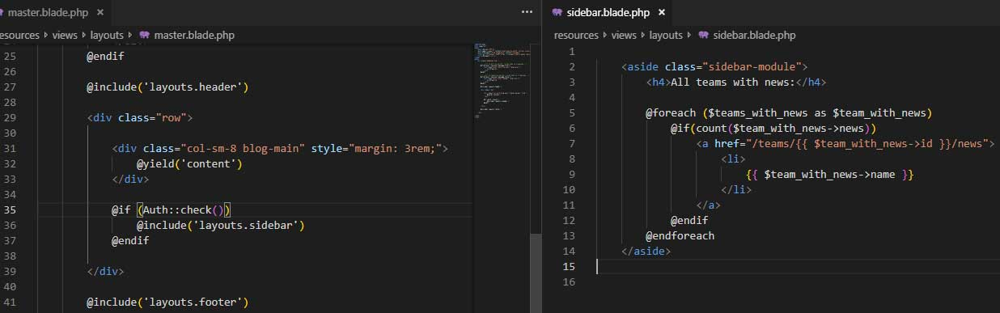 master.blade.php ×
···
esources > views > layouts > master.blade.php
25 @endif
26
27 @include('layouts.header')
28
29 <div class="row">
30
31 <div class="col-sm-8 blog-main" style="margin: 3rem;">
32 @yield('content')
33 </div>
34
35 @if (Auth::check())
36 @include('layouts.sidebar')
37 @endif
38
39 </div>
40
41 @include('layouts.footer')
sidebar.blade.php ×
resources > views > layouts > sidebar.blade.php
1
2 <aside class="sidebar-module">
3 <h4>All teams with news:</h4>
4
5 @foreach ($teams_with_news as $team_with_news)
6 @if(count($team_with_news->news))
7 <a href="/teams/{{ $team_with_news->id }}/news">
8 <li>
9 {{ $team_with_news->name }}
10 </li>
11 </a>
12 @endif
13 @endforeach
14 </aside>
15
16